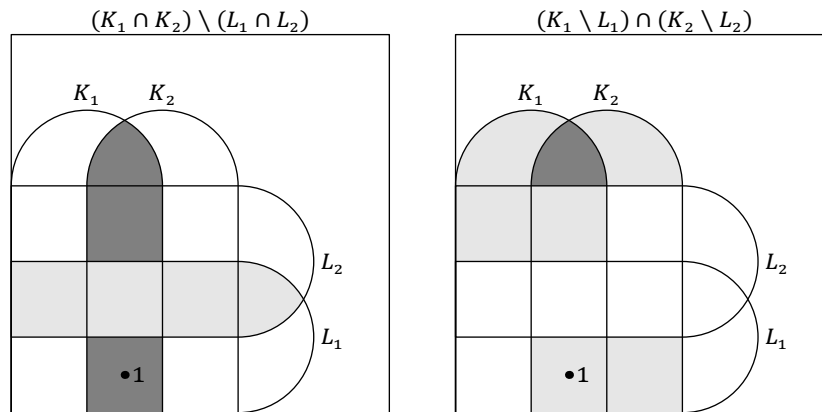 (K₁ ∩ K₂) \ (L₁ ∩ L₂)
K₁
K₂
L₂
L₁
1
(K₁ \ L₁) ∩ (K₂ \ L₂)
K₁
K₂
L₂
L₁
1